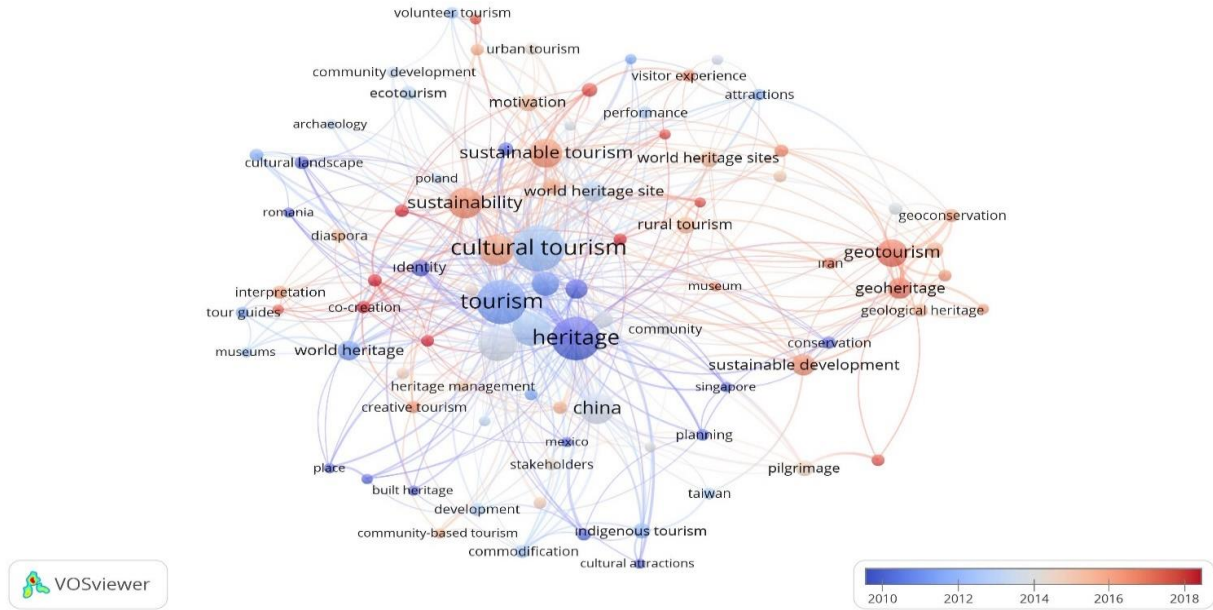 volunteer tourism
urban tourism
community development
visitor experience
ecotourism
attractions
motivation
performance
archaeology
sustainable tourism
world heritage sites
cultural landscape
poland
world heritage site
sustainability
romania
geoconservation
rural tourism
diaspora
cultural tourism
geotourism
identity
iran
museum
geoheritage
interpretation
tourism
co-creation
tour guides
geological heritage
community
heritage
conservation
museums
world heritage
sustainable development
heritage management
singapore
creative tourism
china
planning
mexico
stakeholders
place
pilgrimage
built heritage
taiwan
development
community-based tourism
indigenous tourism
commodification
cultural attractions
VOSviewer
2010 2012 2014 2016 2018